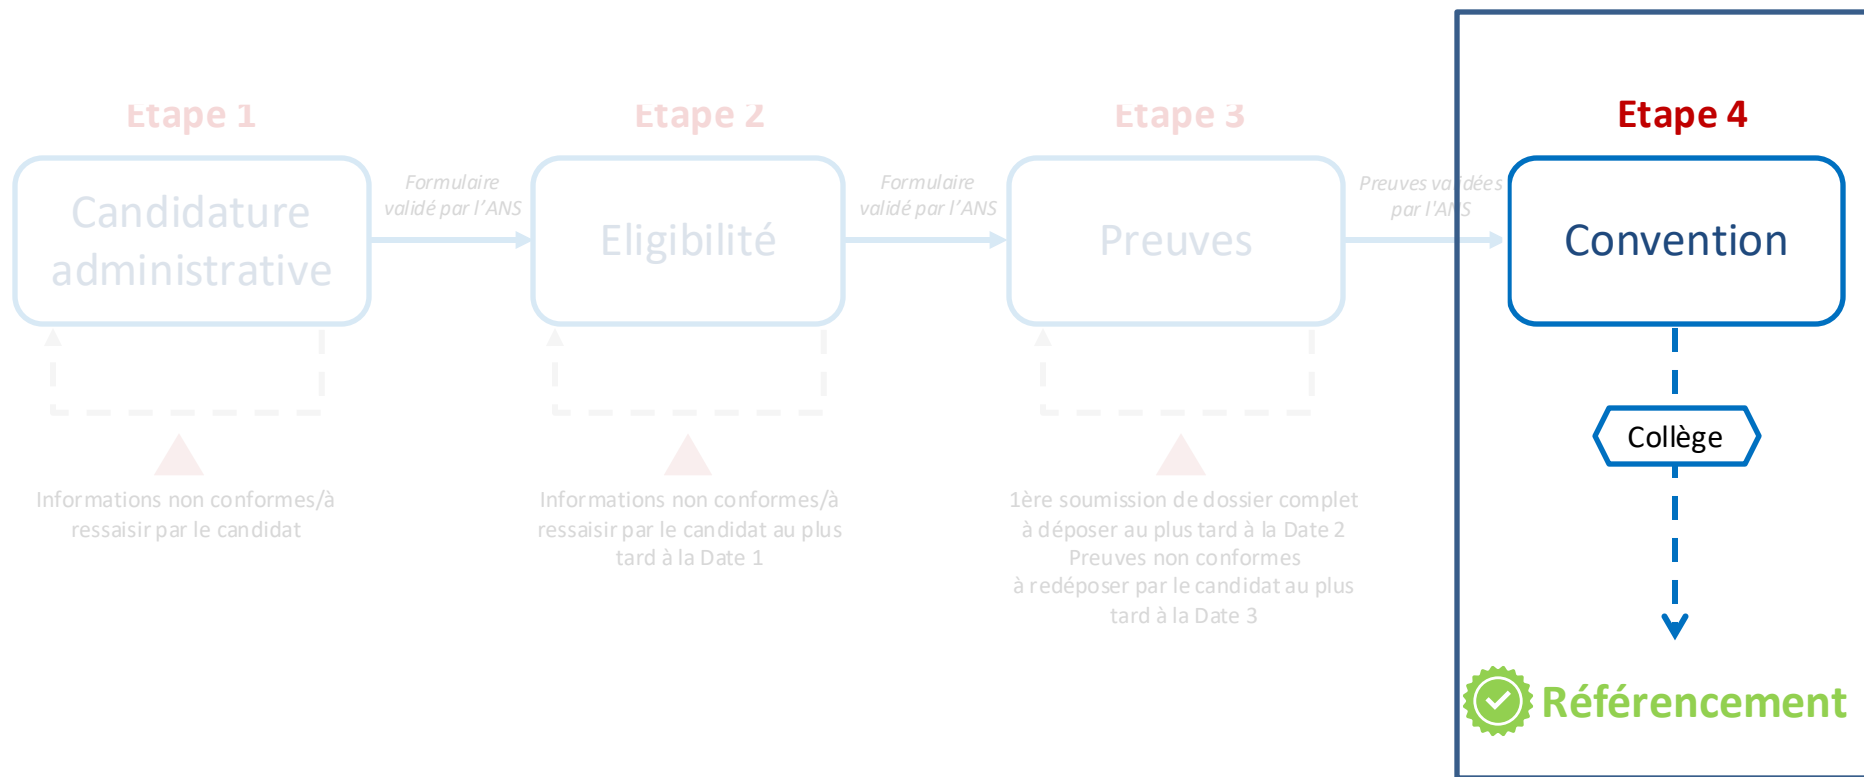 Etape 1
Candidature
administrative
Informations non conformes/à
ressaisir par le candidat
Formulaire
validé par l'ANS
Etape 2
Eligibilité
Informations non conformes/à
ressaisir par le candidat au plus
tard à la Date 1
Formulaire
validé par l'ANS
Etape 3
Preuves
1ère soumission de dossier complet
à déposer au plus tard à la Date 2
Preuves non conformes
à redéposer par le candidat au plus
tard à la Date 3
Preuves validées
par l'ANS
Etape 4
Convention
Collège
Référencement